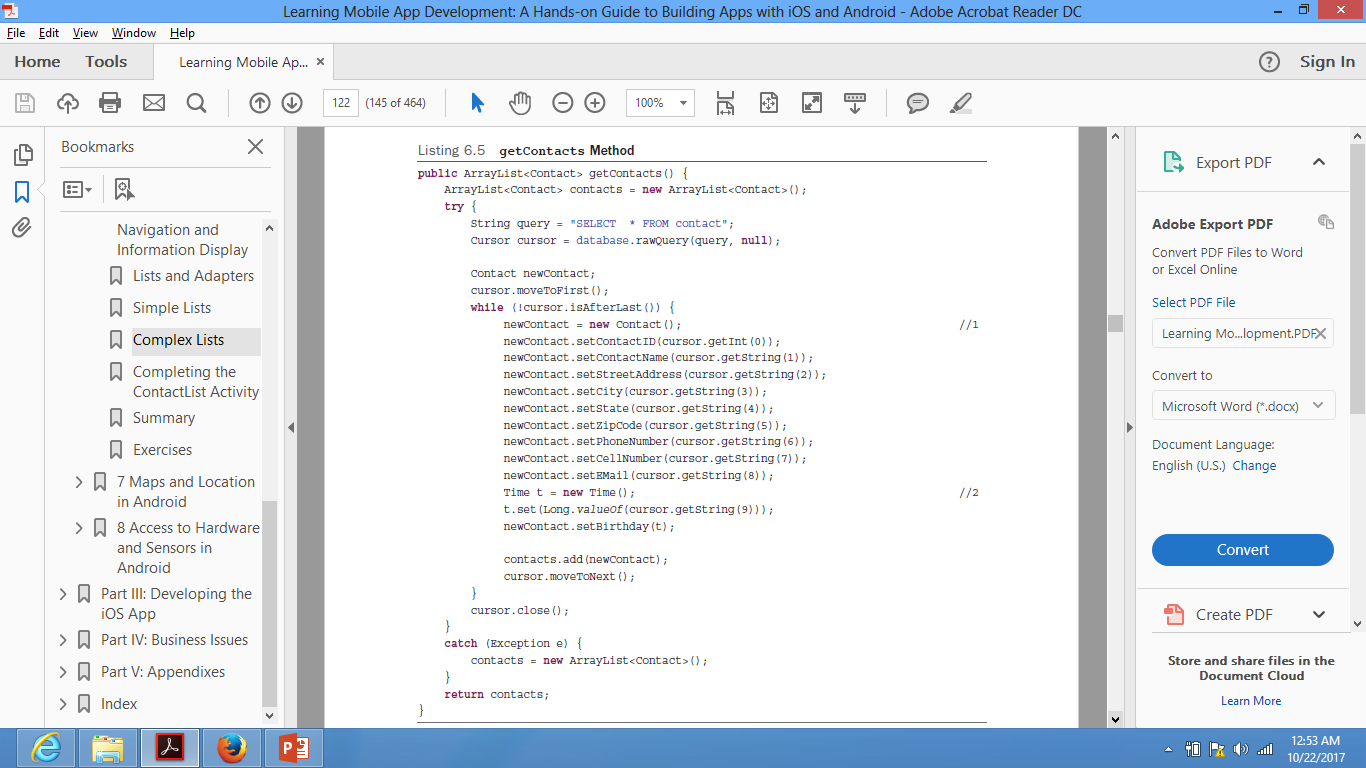 Learning Mobile App Development: A Hands-on Guide to Building Apps with iOS and Android - Adobe Acrobat Reader DC
File Edit View Window Help
Home Tools Learning Mobile Ap... × Sign In
122 (145 of 464) 100%
Bookmarks
Navigation and
Information Display
Lists and Adapters
Simple Lists
Complex Lists
Completing the
ContactList Activity
Summary
Exercises
7 Maps and Location
in Android
8 Access to Hardware
and Sensors in
Android
Part III: Developing the
iOS App
Part IV: Business Issues
Part V: Appendixes
Index
Listing 6.5 getContacts Method
public ArrayList<Contact> getContacts() {
    ArrayList<Contact> contacts = new ArrayList<Contact>();
    try {
        String query = "SELECT  * FROM contact";
        Cursor cursor = database.rawQuery(query, null);
        Contact newContact;
        cursor.moveToFirst();
        while (!cursor.isAfterLast()) {
            newContact = new Contact(); //1
            newContact.setContactID(cursor.getInt(0));
            newContact.setContactName(cursor.getString(1));
            newContact.setStreetAddress(cursor.getString(2));
            newContact.setCity(cursor.getString(3));
            newContact.setState(cursor.getString(4));
            newContact.setZipCode(cursor.getString(5));
            newContact.setPhoneNumber(cursor.getString(6));
            newContact.setCellNumber(cursor.getString(7));
            newContact.setEMail(cursor.getString(8));
            Time t = new Time(); //2
            t.set(Long.valueOf(cursor.getString(9)));
            newContact.setBirthday(t);
            contacts.add(newContact);
            cursor.moveToNext();
        }
        cursor.close();
    }
    catch (Exception e) {
        contacts = new ArrayList<Contact>();
    }
    return contacts;
}
Export PDF
Adobe Export PDF
Convert PDF Files to Word
or Excel Online
Select PDF File
Learning Mo...lopment.PDF
Convert to
Microsoft Word (*.docx)
Document Language:
English (U.S.) Change
Convert
Create PDF
Store and share files in the
Document Cloud
Learn More
12:53 AM
10/22/2017